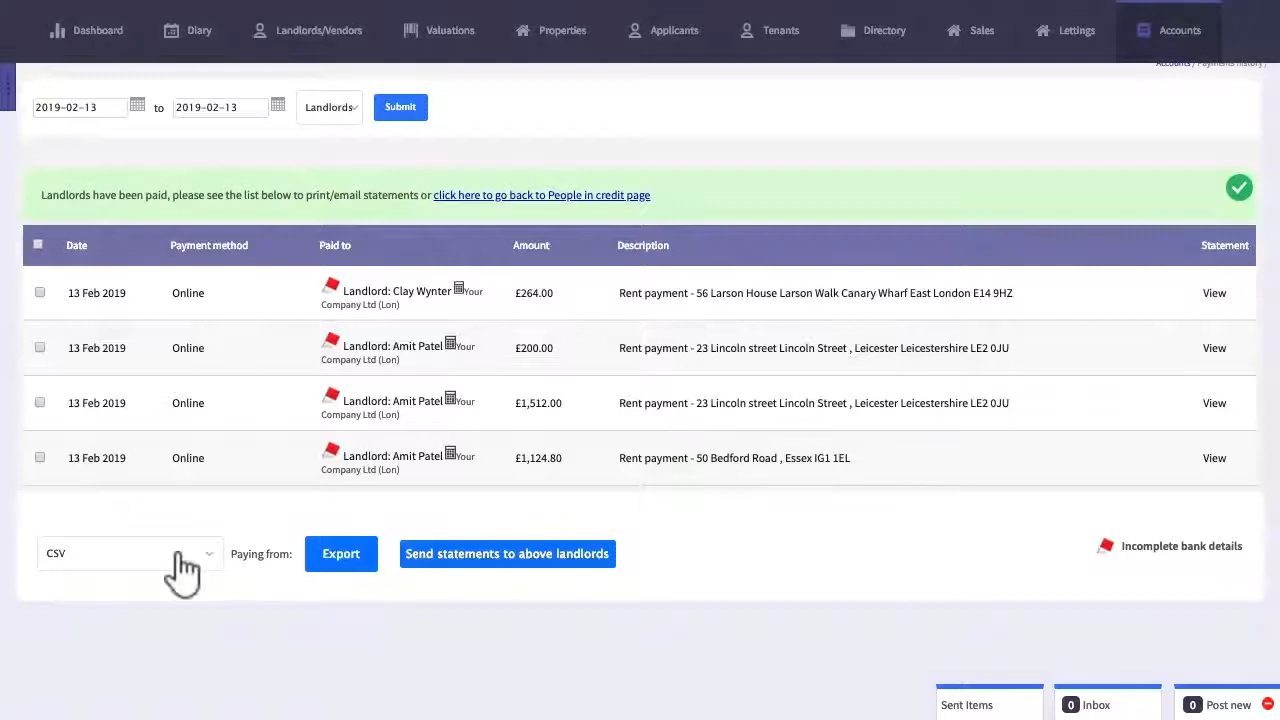 Dashboard Diary Landlords/Vendors Valuations Properties Applicants Tenants Directory Sales Lettings Accounts
Accounts / Payments history /
2019-02-13 to 2019-02-13 Landlords Submit
Landlords have been paid, please see the list below to print/email statements or click here to go back to People in credit page
Date Payment method Paid to Amount Description Statement
13 Feb 2019 Online Landlord: Clay Wynter Your £264.00 Rent payment - 56 Larson House Larson Walk Canary Wharf East London E14 9HZ View
Company Ltd (Lon)
13 Feb 2019 Online Landlord: Amit Patel Your £200.00 Rent payment - 23 Lincoln street Lincoln Street , Leicester Leicestershire LE2 0JU View
Company Ltd (Lon)
13 Feb 2019 Online Landlord: Amit Patel Your £1,512.00 Rent payment - 23 Lincoln street Lincoln Street , Leicester Leicestershire LE2 0JU View
Company Ltd (Lon)
13 Feb 2019 Online Landlord: Amit Patel Your £1,124.80 Rent payment - 50 Bedford Road , Essex IG1 1EL View
Company Ltd (Lon)
CSV Paying from: Export Send statements to above landlords Incomplete bank details
Sent Items 0 Inbox 0 Post new